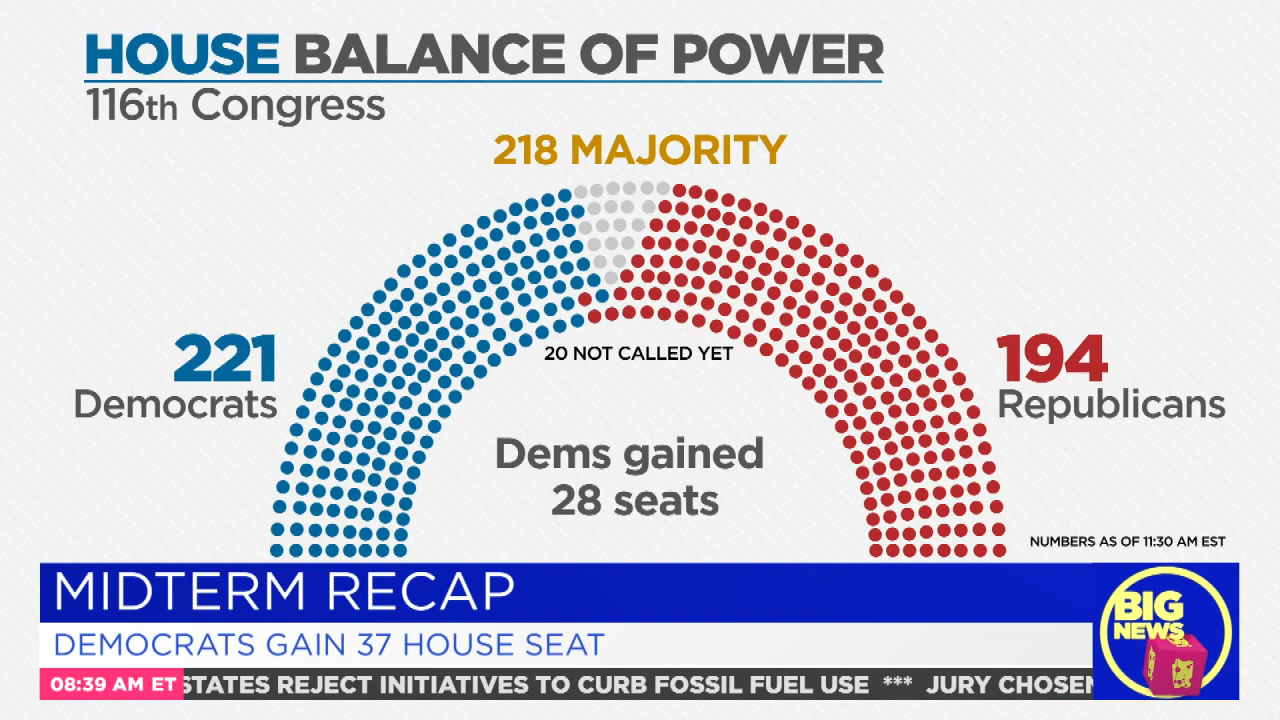 HOUSE BALANCE OF POWER
116th Congress
218 MAJORITY
221
Democrats
20 NOT CALLED YET
194
Republicans
Dems gained
28 seats
NUMBERS AS OF 11:30 AM EST
MIDTERM RECAP
DEMOCRATS GAIN 37 HOUSE SEAT
BIG
NEWS
08:39 AM ET STATES REJECT INITIATIVES TO CURB FOSSIL FUEL USE *** JURY CHOSEN